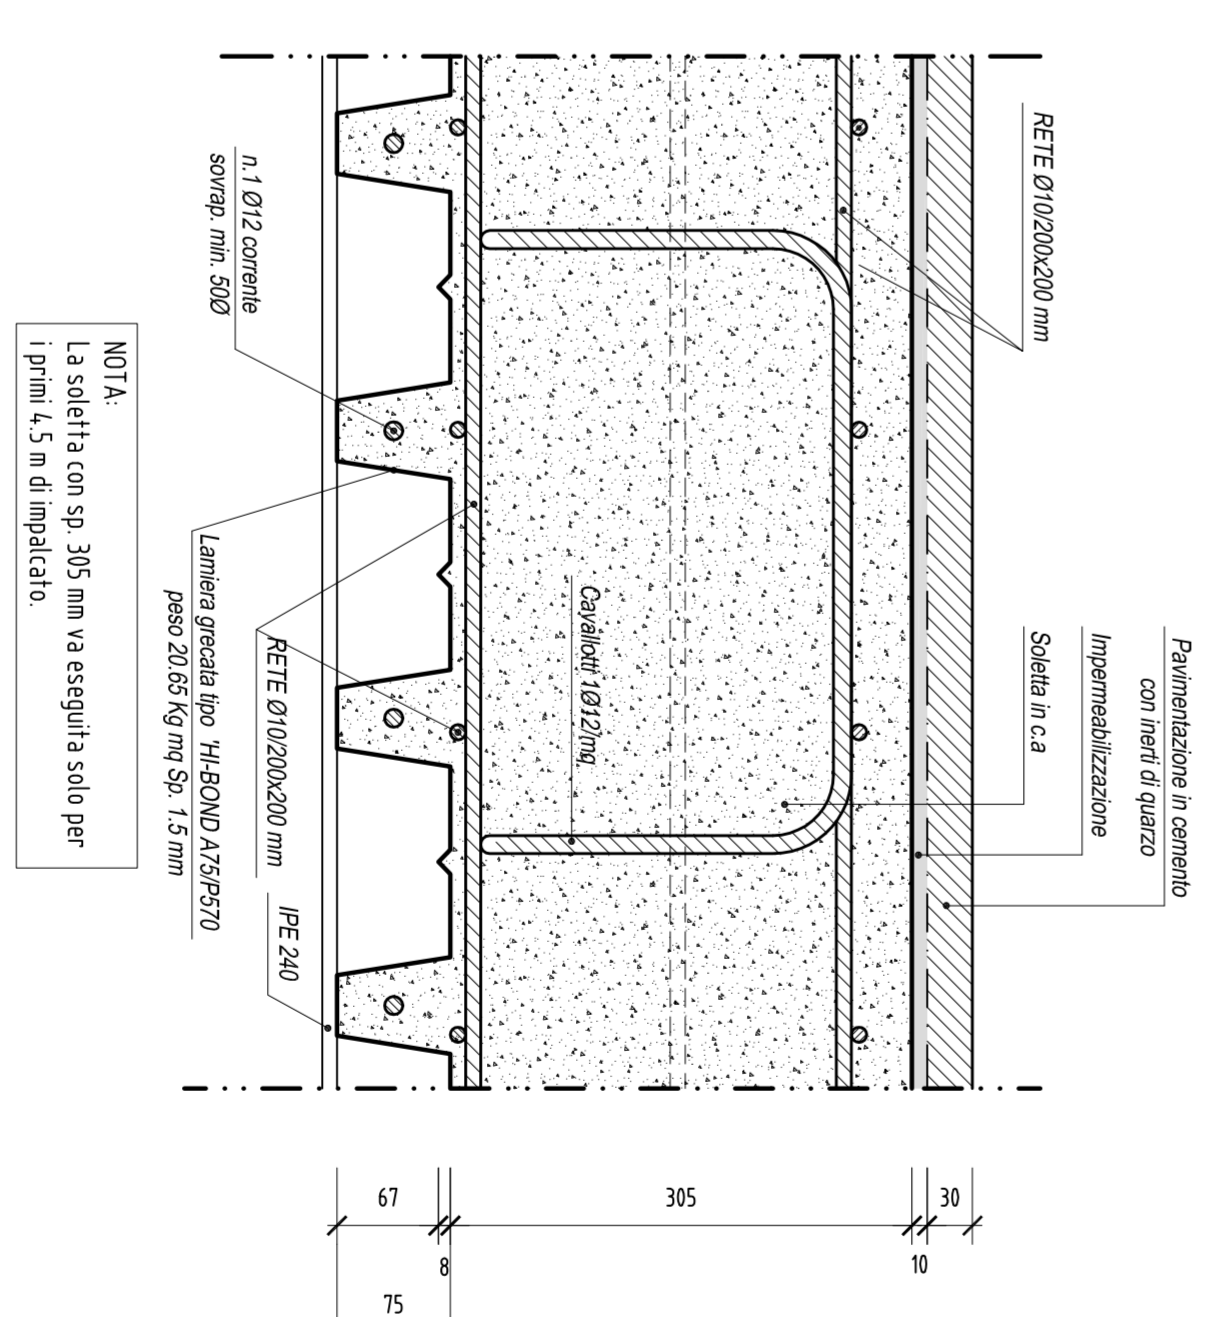 Pavimentazione in cemento
con inerti di quarzo
Impermeabilizzazione
Soletta in c.a
RETE Ø10/200x200 mm
Cavallotti 1Ø12/mq
n.1 Ø12 corrente
sovrap. min. 50Ø
RETE Ø10/200x200 mm
IPE 240
Lamiera grecata tipo 'HI-BOND A75/P570
peso 20.65 Kg mq Sp. 1.5 mm
NOTA:
La soletta con sp. 305 mm va eseguita solo per
i primi 4.5 m di impalcato.
67
8
305
10
30
75